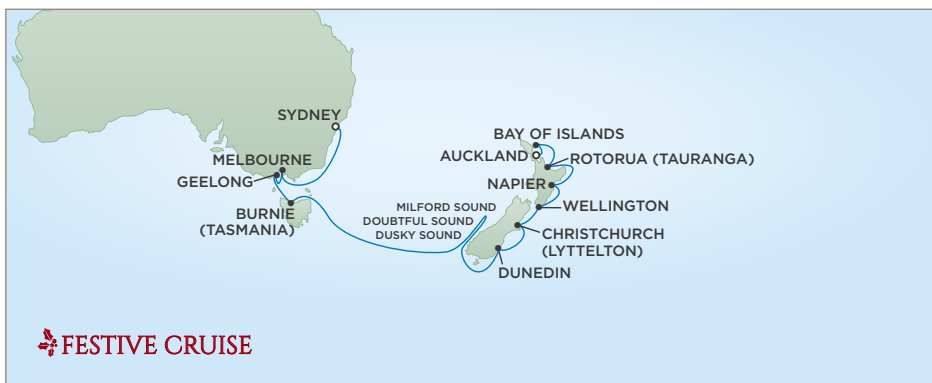 SYDNEY
BAY OF ISLANDS
MELBOURNE
AUCKLAND
ROTORUA (TAURANGA)
GEELONG
NAPIER
BURNIE
(TASMANIA)
MILFORD SOUND
DOUBTFUL SOUND
DUSKY SOUND
WELLINGTON
CHRISTCHURCH
(LYTTELTON)
DUNEDIN
FESTIVE CRUISE